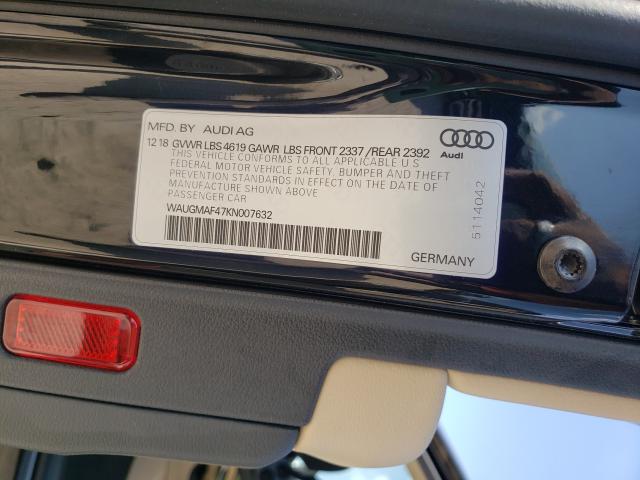 MFD. BY AUDI AG
12 18 GVWR LBS 4619 GAWR LBS FRONT 2337 / REAR 2392
THIS VEHICLE CONFORMS TO ALL APPLICABLE U S
FEDERAL MOTOR VEHICLE SAFETY, BUMPER AND THEFT
PREVENTION STANDARDS IN EFFECT ON THE DATE OF
MANUFACTURE SHOWN ABOVE
PASSENGER CAR
WAUGMAF47KN007632
Audi
5114042
GERMANY